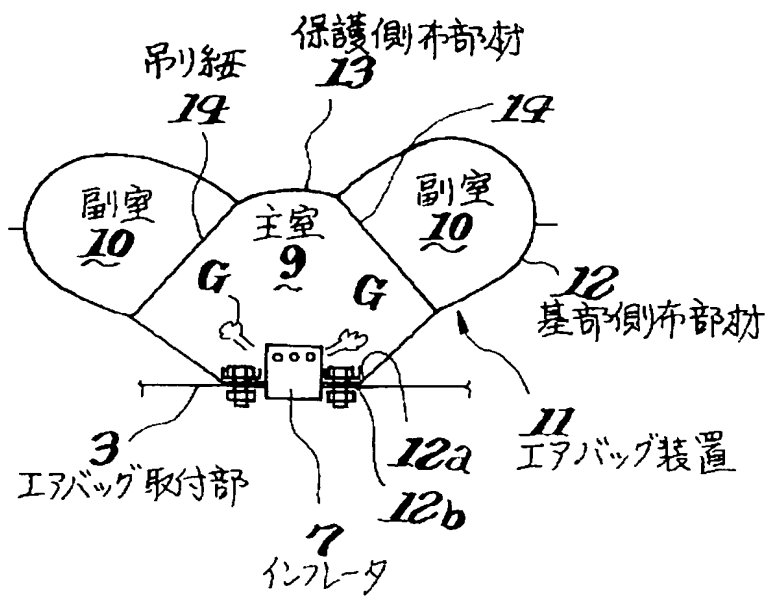 保護側布部材
13
吊り紐
14
14
副室
10
主室
9
副室
10
G
G
12
基部側布部材
3
エアバッグ取付部
12a
12b
11
エアバッグ装置
7
インフレータ